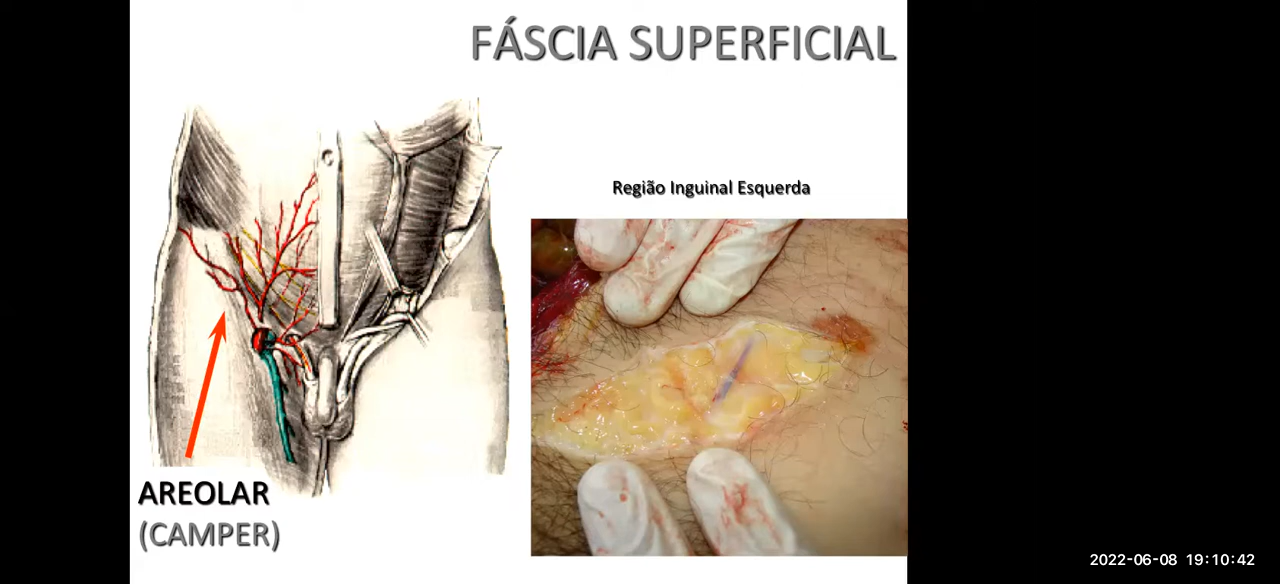 FÁSCIA SUPERFICIAL
Região Inguinal Esquerda
AREOLAR
(CAMPER)
2022-06-08 19:10:42